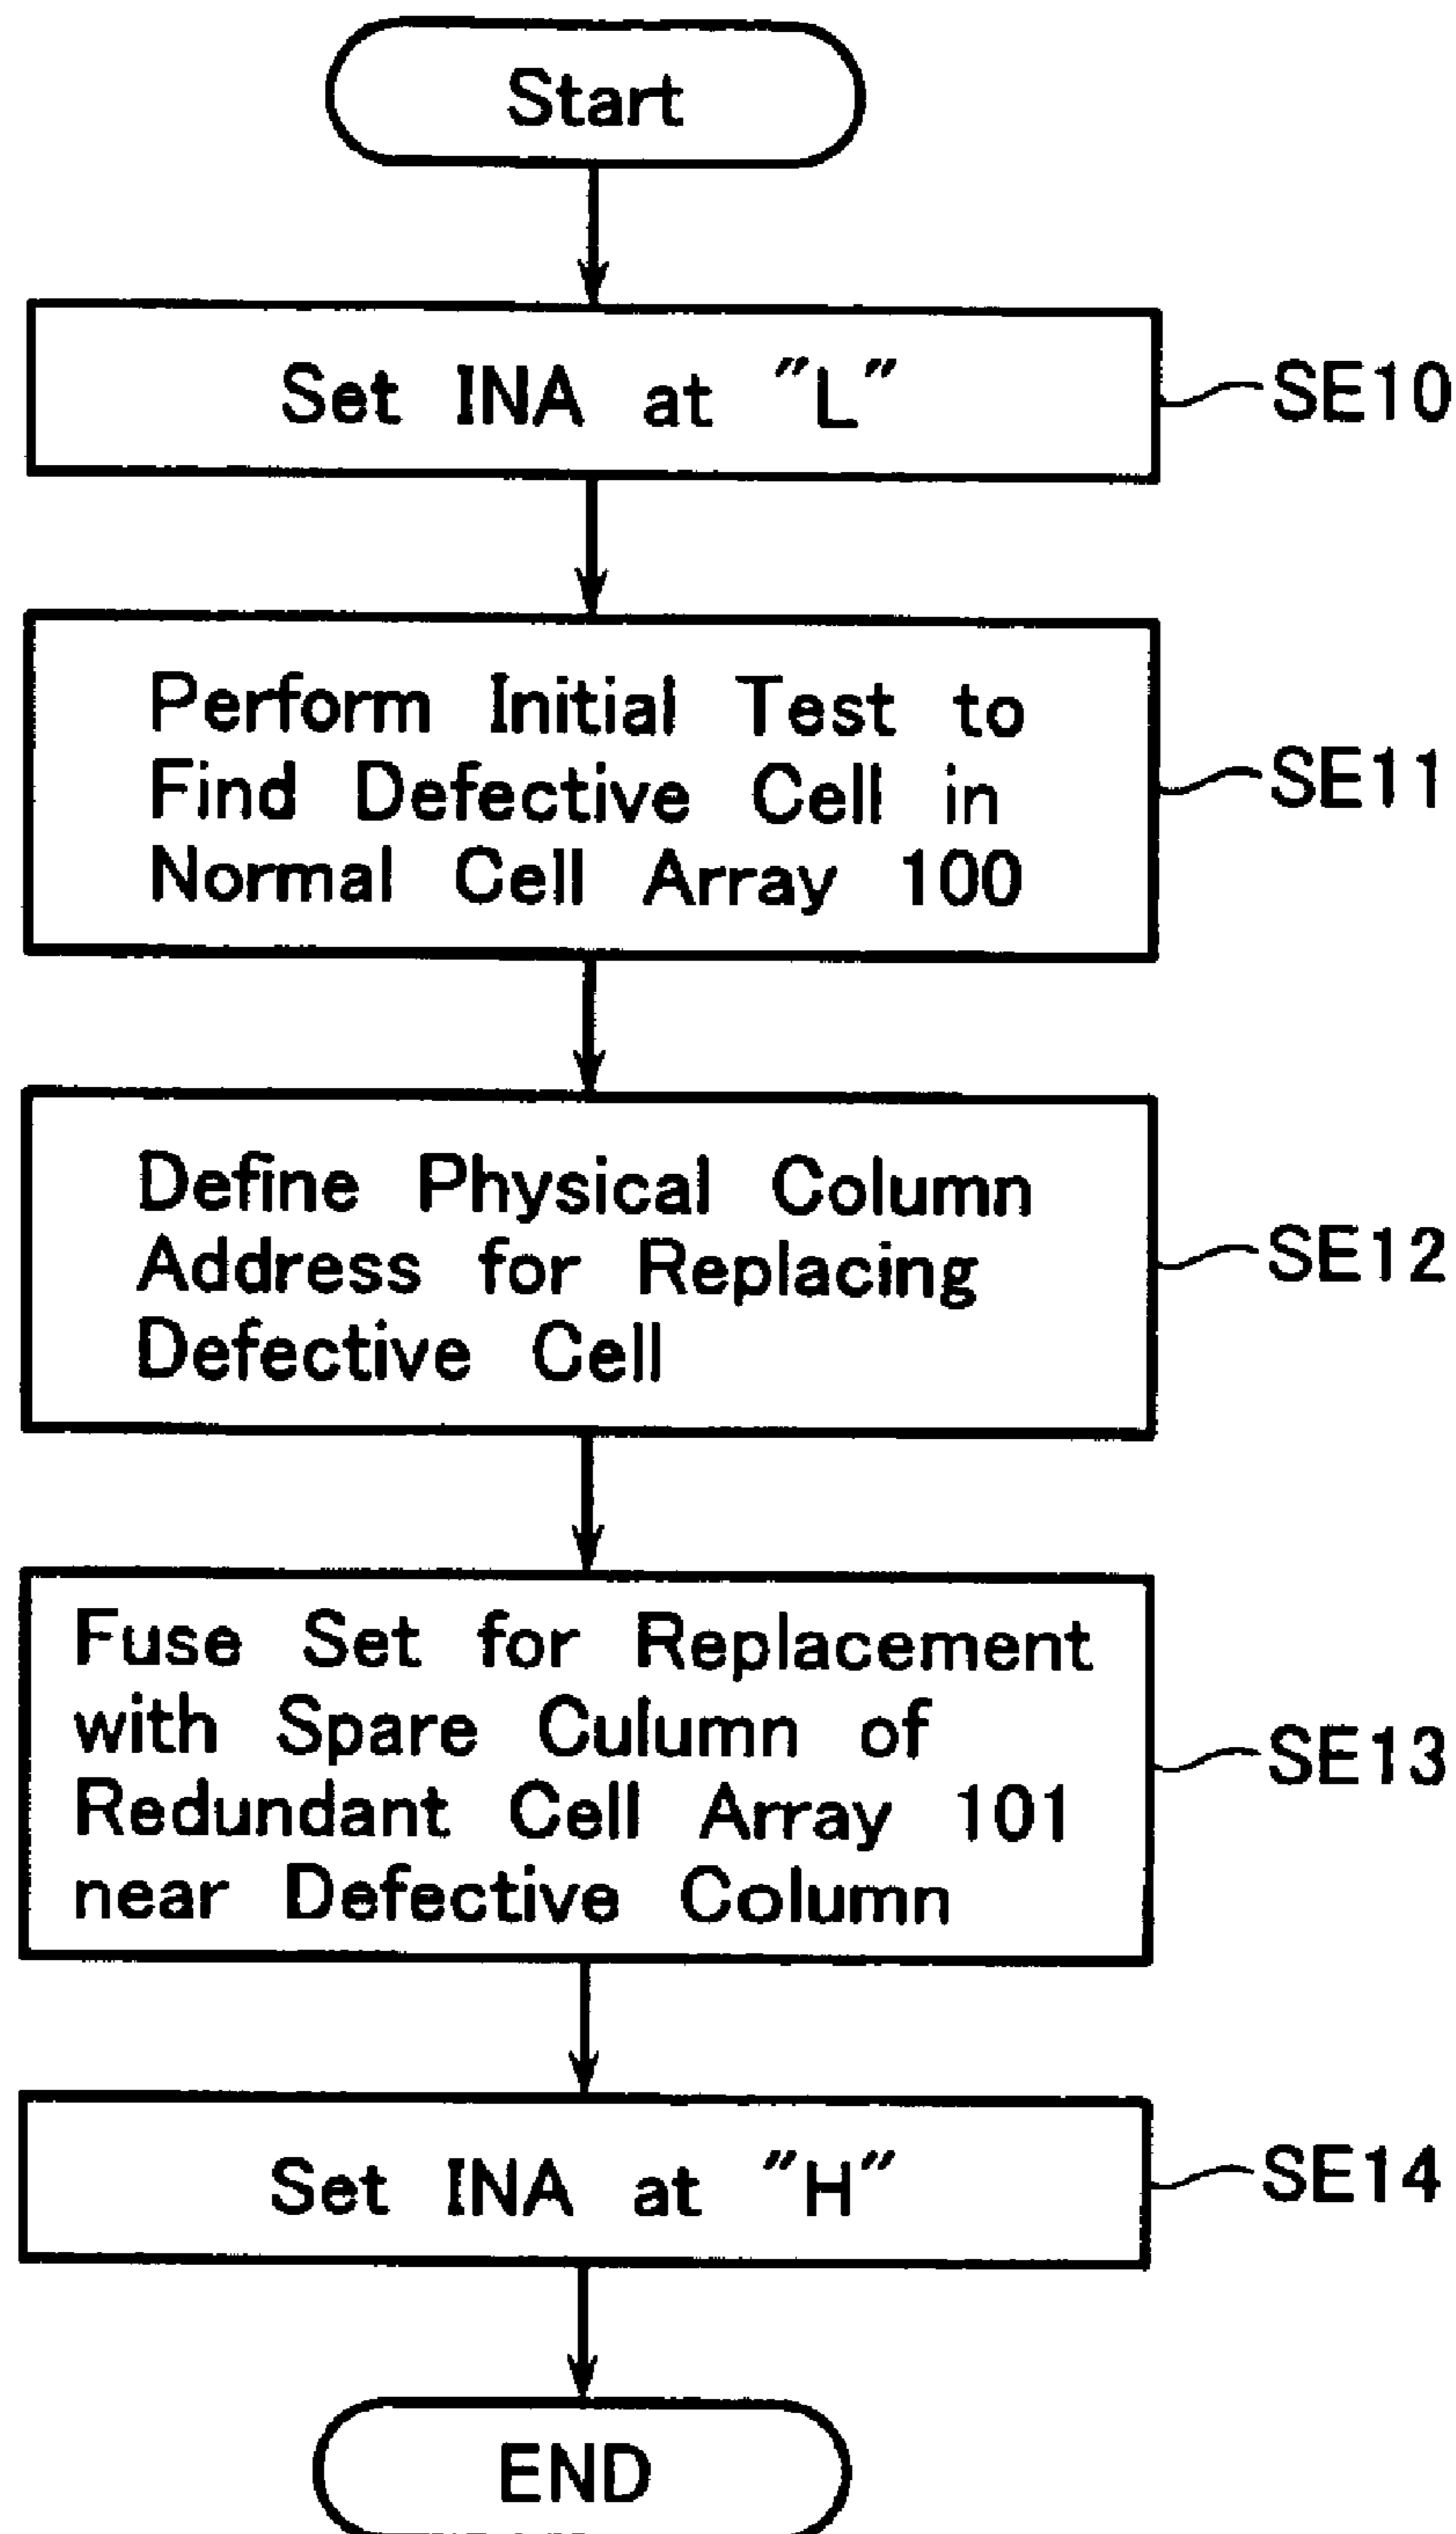 Start
Set INA at "L"
SE10
Perform Initial Test to
Find Defective Cell in
Normal Cell Array 100
SE11
Define Physical Column
Address for Replacing
Defective Cell
SE12
Fuse Set for Replacement
with Spare Culumn of
Redundant Cell Array 101
near Defective Column
SE13
Set INA at "H"
SE14
END